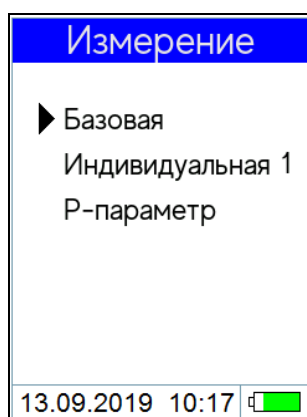 Измерение
Базовая
Индивидуальная 1
Р-параметр
13.09.2019 10:17